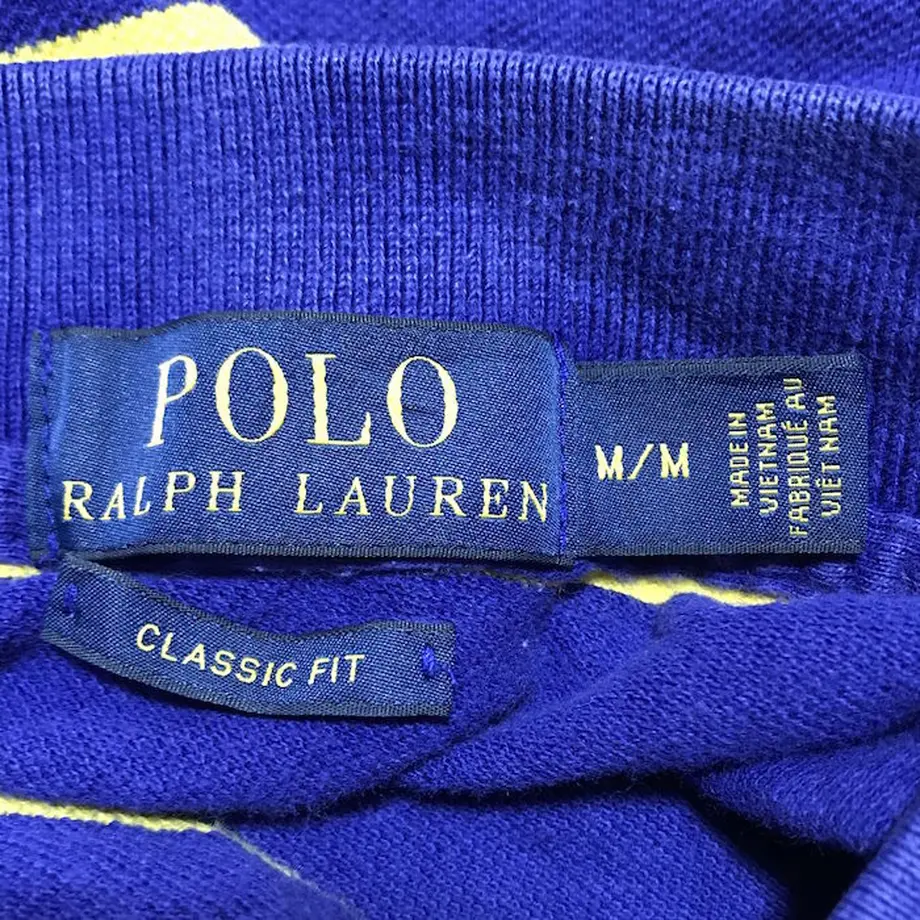 POLO
RALPH LAUREN
M/M
MADE IN
VIETNAM
FABRIQUÉ AU
VIÊT NAM
CLASSIC FIT